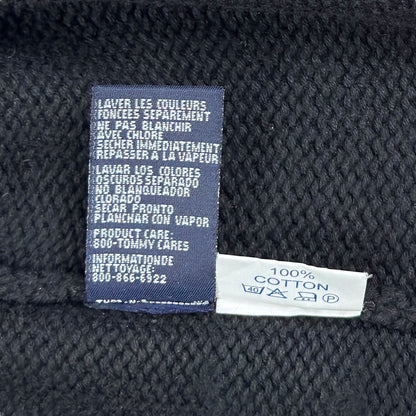 LAVER LES COULEURS
FONCEES SEPAREMENT
NE PAS BLANCHIR
AVEC CHLORE
SECHER IMMEDIATEMENT
REPASSER A LA VAPEUR
LAVAR LOS COLORES
OSCUROS SEPARADO
NO BLANQUEADOR
CLORADO
SECAR PRONTO
PLANCHAR CON VAPOR
PRODUCT CARE:
800-TOMMY CARES
INFORMATIONDE
NETTOYAGE:
800-866-6922
100%
COTTON
40 P